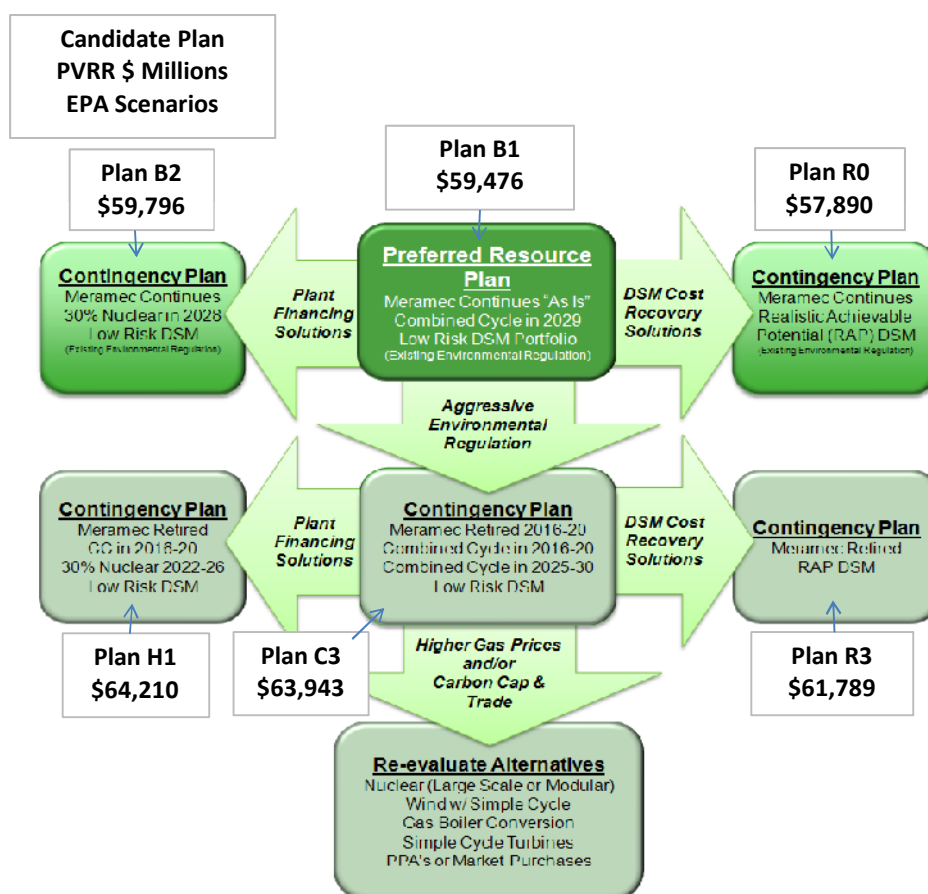 Candidate Plan
PVRR $ Millions
EPA Scenarios
Plan B2
$59,796
Plan B1
$59,476
Plan R0
$57,890
Contingency Plan
Meramec Continues
30% Nuclear in 2028
Low Risk DSM
(Existing Environmental Regulation)
Plant
Financing
Solutions
Preferred Resource
Plan
Meramec Continues "As Is"
Combined Cycle in 2029
Low Risk DSM Portfolio
(Existing Environmental Regulation)
DSM Cost
Recovery
Solutions
Contingency Plan
Meramec Continues
Realistic Achievable
Potential (RAP) DSM
(Existing Environmental Regulation)
Aggressive
Environmental
Regulation
Contingency Plan
Meramec Retired
CC in 2016-20
30% Nuclear 2022-26
Low Risk DSM
Plant
Financing
Solutions
Contingency Plan
Meramec Retired 2016-20
Combined Cycle in 2016-20
Combined Cycle in 2025-30
Low Risk DSM
DSM Cost
Recovery
Solutions
Contingency Plan
Meramec Retired
RAP DSM
Plan H1
$64,210
Plan C3
$63,943
Higher Gas Prices
and/or
Carbon Cap &
Trade
Plan R3
$61,789
Re-evaluate Alternatives
Nuclear (Large Scale or Modular)
Wind w/ Simple Cycle
Gas Boiler Conversion
Simple Cycle Turbines
PPA's or Market Purchases